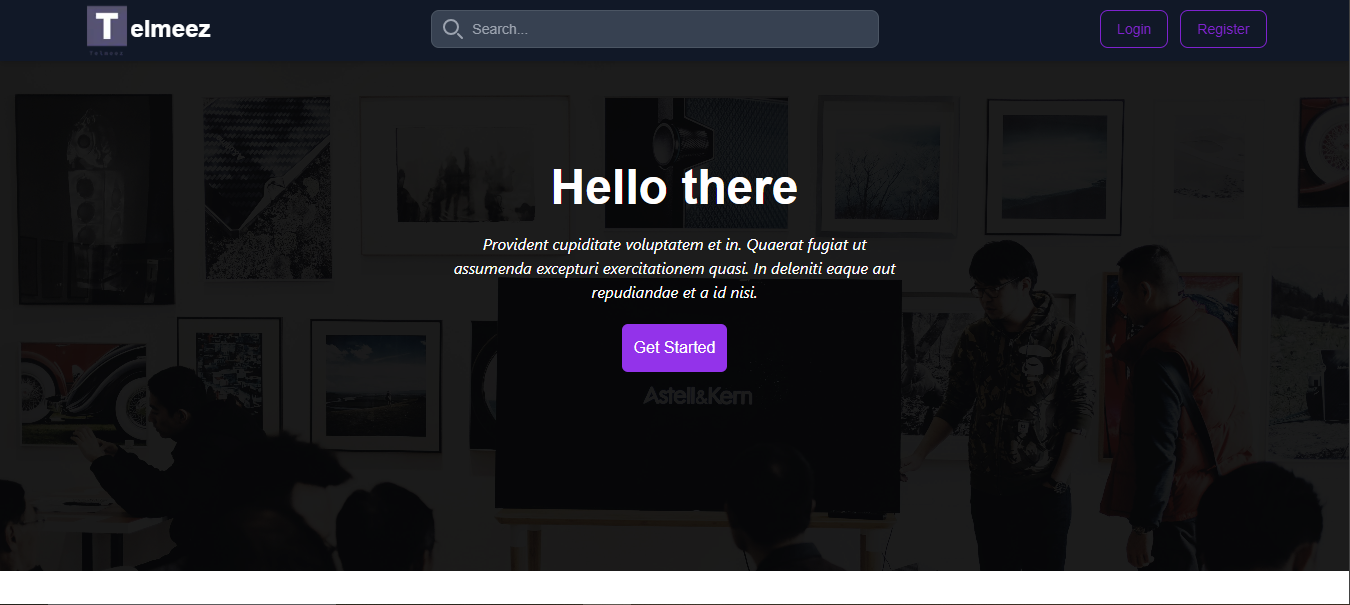 Telmeez
Search...
Login
Register
Hello there
Provident cupiditate voluptatem et in. Quaerat fugiat ut
assumenda excepturi exercitationem quasi. In deleniti eaque aut
repudiandae et a id nisi.
Get Started
Astell&Kern